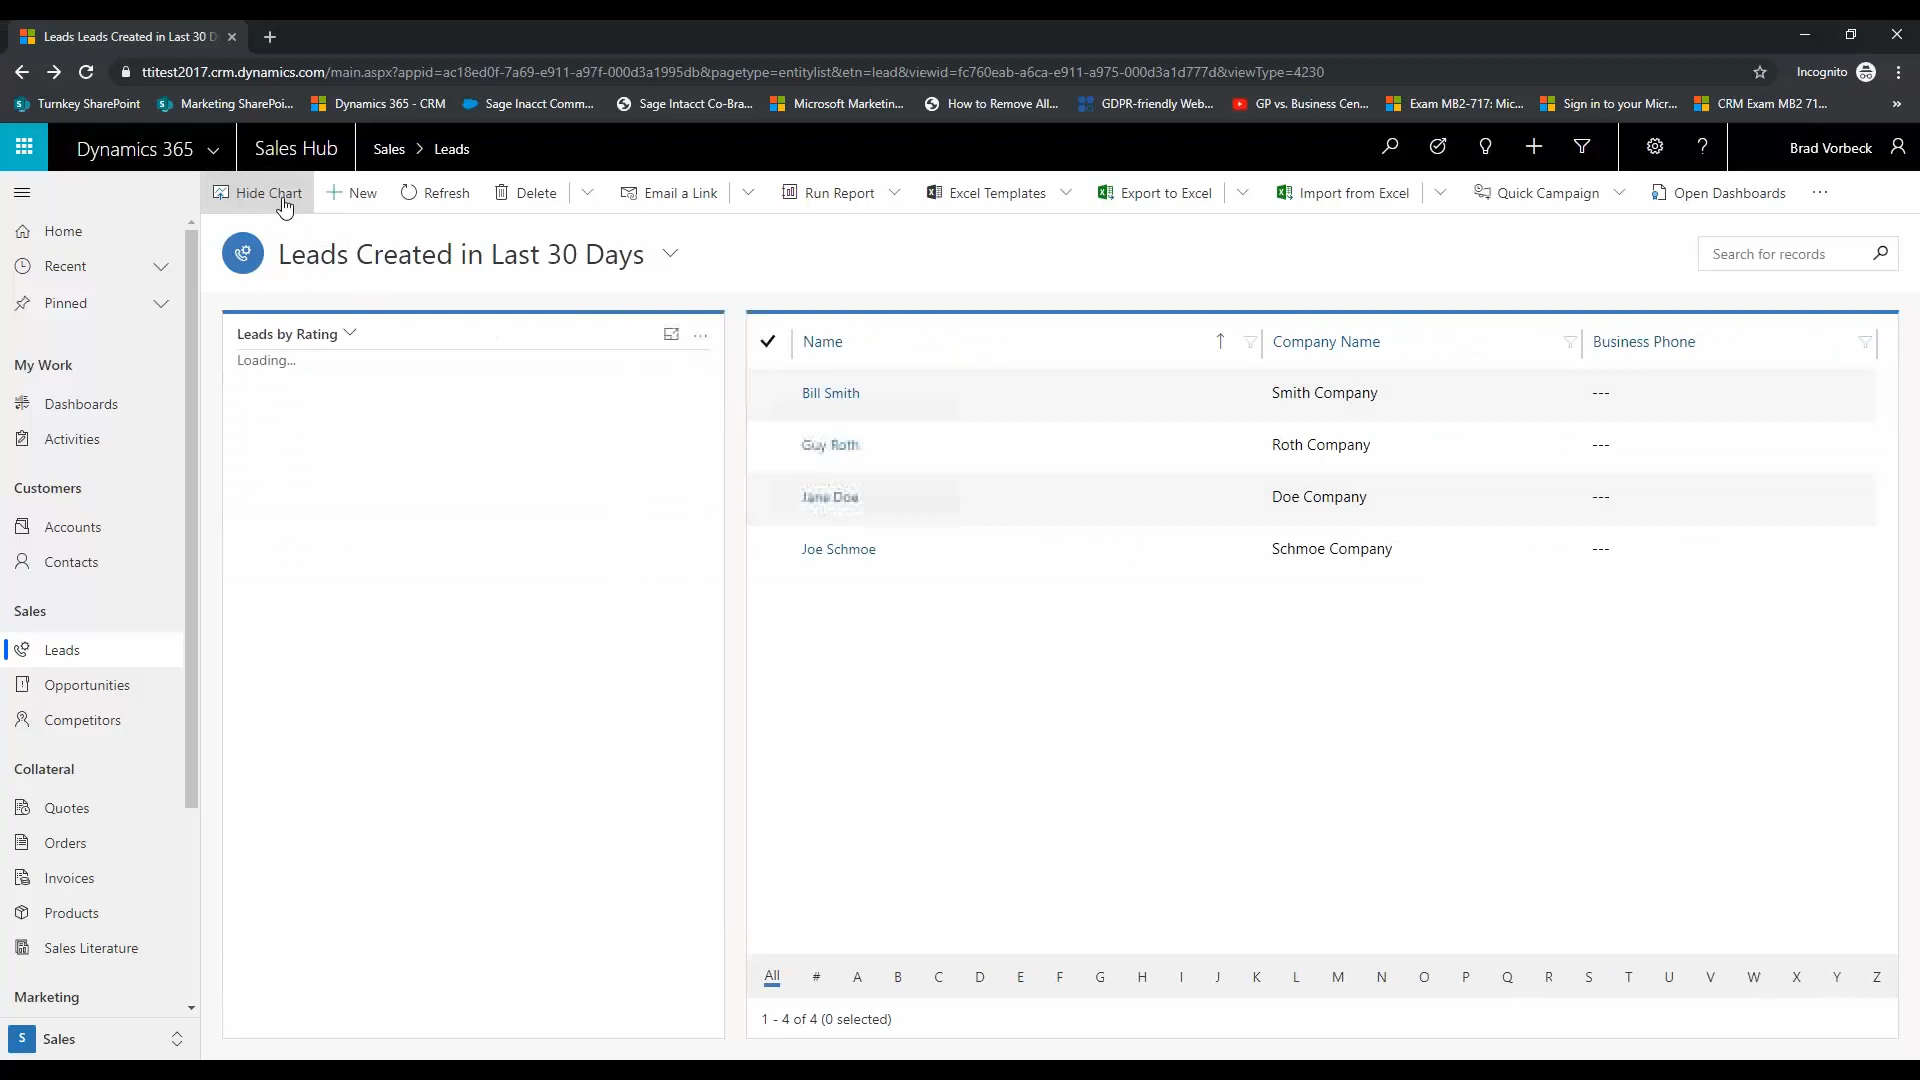 Leads Leads Created in Last 30 D
ttitest2017.crm.dynamics.com/main.aspx?appid=ac18ed0f-7a69-e911-a97f-000d3a1995db&pagetype=entitylist&etn=lead&viewid=fc760eab-a6ca-e911-a975-000d3a1d777d&viewType=4230
Incognito
Turnkey SharePoint
Marketing SharePoi...
Dynamics 365 - CRM
Sage Inacct Comm...
Sage Intacct Co-Bra...
Microsoft Marketin...
How to Remove All...
GDPR-friendly Web...
GP vs. Business Cen...
Exam MB2-717: Mic...
Sign in to your Micr...
CRM Exam MB2 71...
»
Dynamics 365
Sales Hub
Sales > Leads
Brad Vorbeck
Hide Chart
New
Refresh
Delete
Email a Link
Run Report
Excel Templates
Export to Excel
Import from Excel
Quick Campaign
Open Dashboards
...
Home
Recent
Pinned
My Work
Dashboards
Activities
Customers
Accounts
Contacts
Sales
Leads
Opportunities
Competitors
Collateral
Quotes
Orders
Invoices
Products
Sales Literature
Marketing
S Sales
Leads Created in Last 30 Days
Search for records
Leads by Rating
...
Loading...
Name Company Name Business Phone
Bill Smith Smith Company ---
Guy Roth Roth Company ---
Jane Doe Doe Company ---
Joe Schmoe Schmoe Company ---
All # A B C D E F G H I J K L M N O P Q R S T U V W X Y Z
1 - 4 of 4 (0 selected)